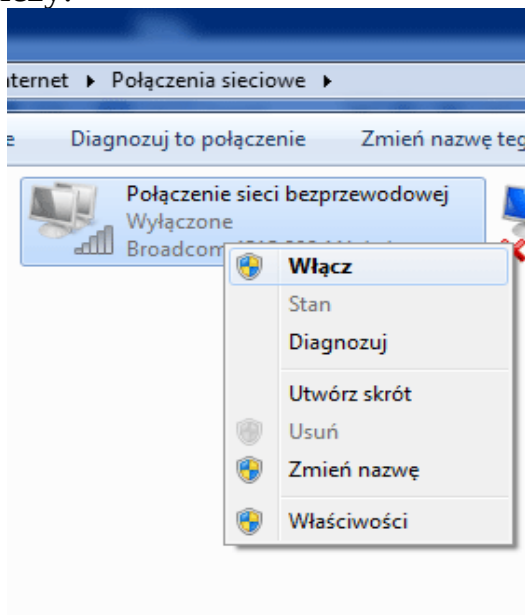 nternet ▸ Połączenia sieciowe ▸
Diagnozuj to połączenie Zmień nazwę teg
Połączenie sieci bezprzewodowej
Wyłączone
Broadcom
Włącz
Stan
Diagnozuj
Utwórz skrót
Usuń
Zmień nazwę
Właściwości